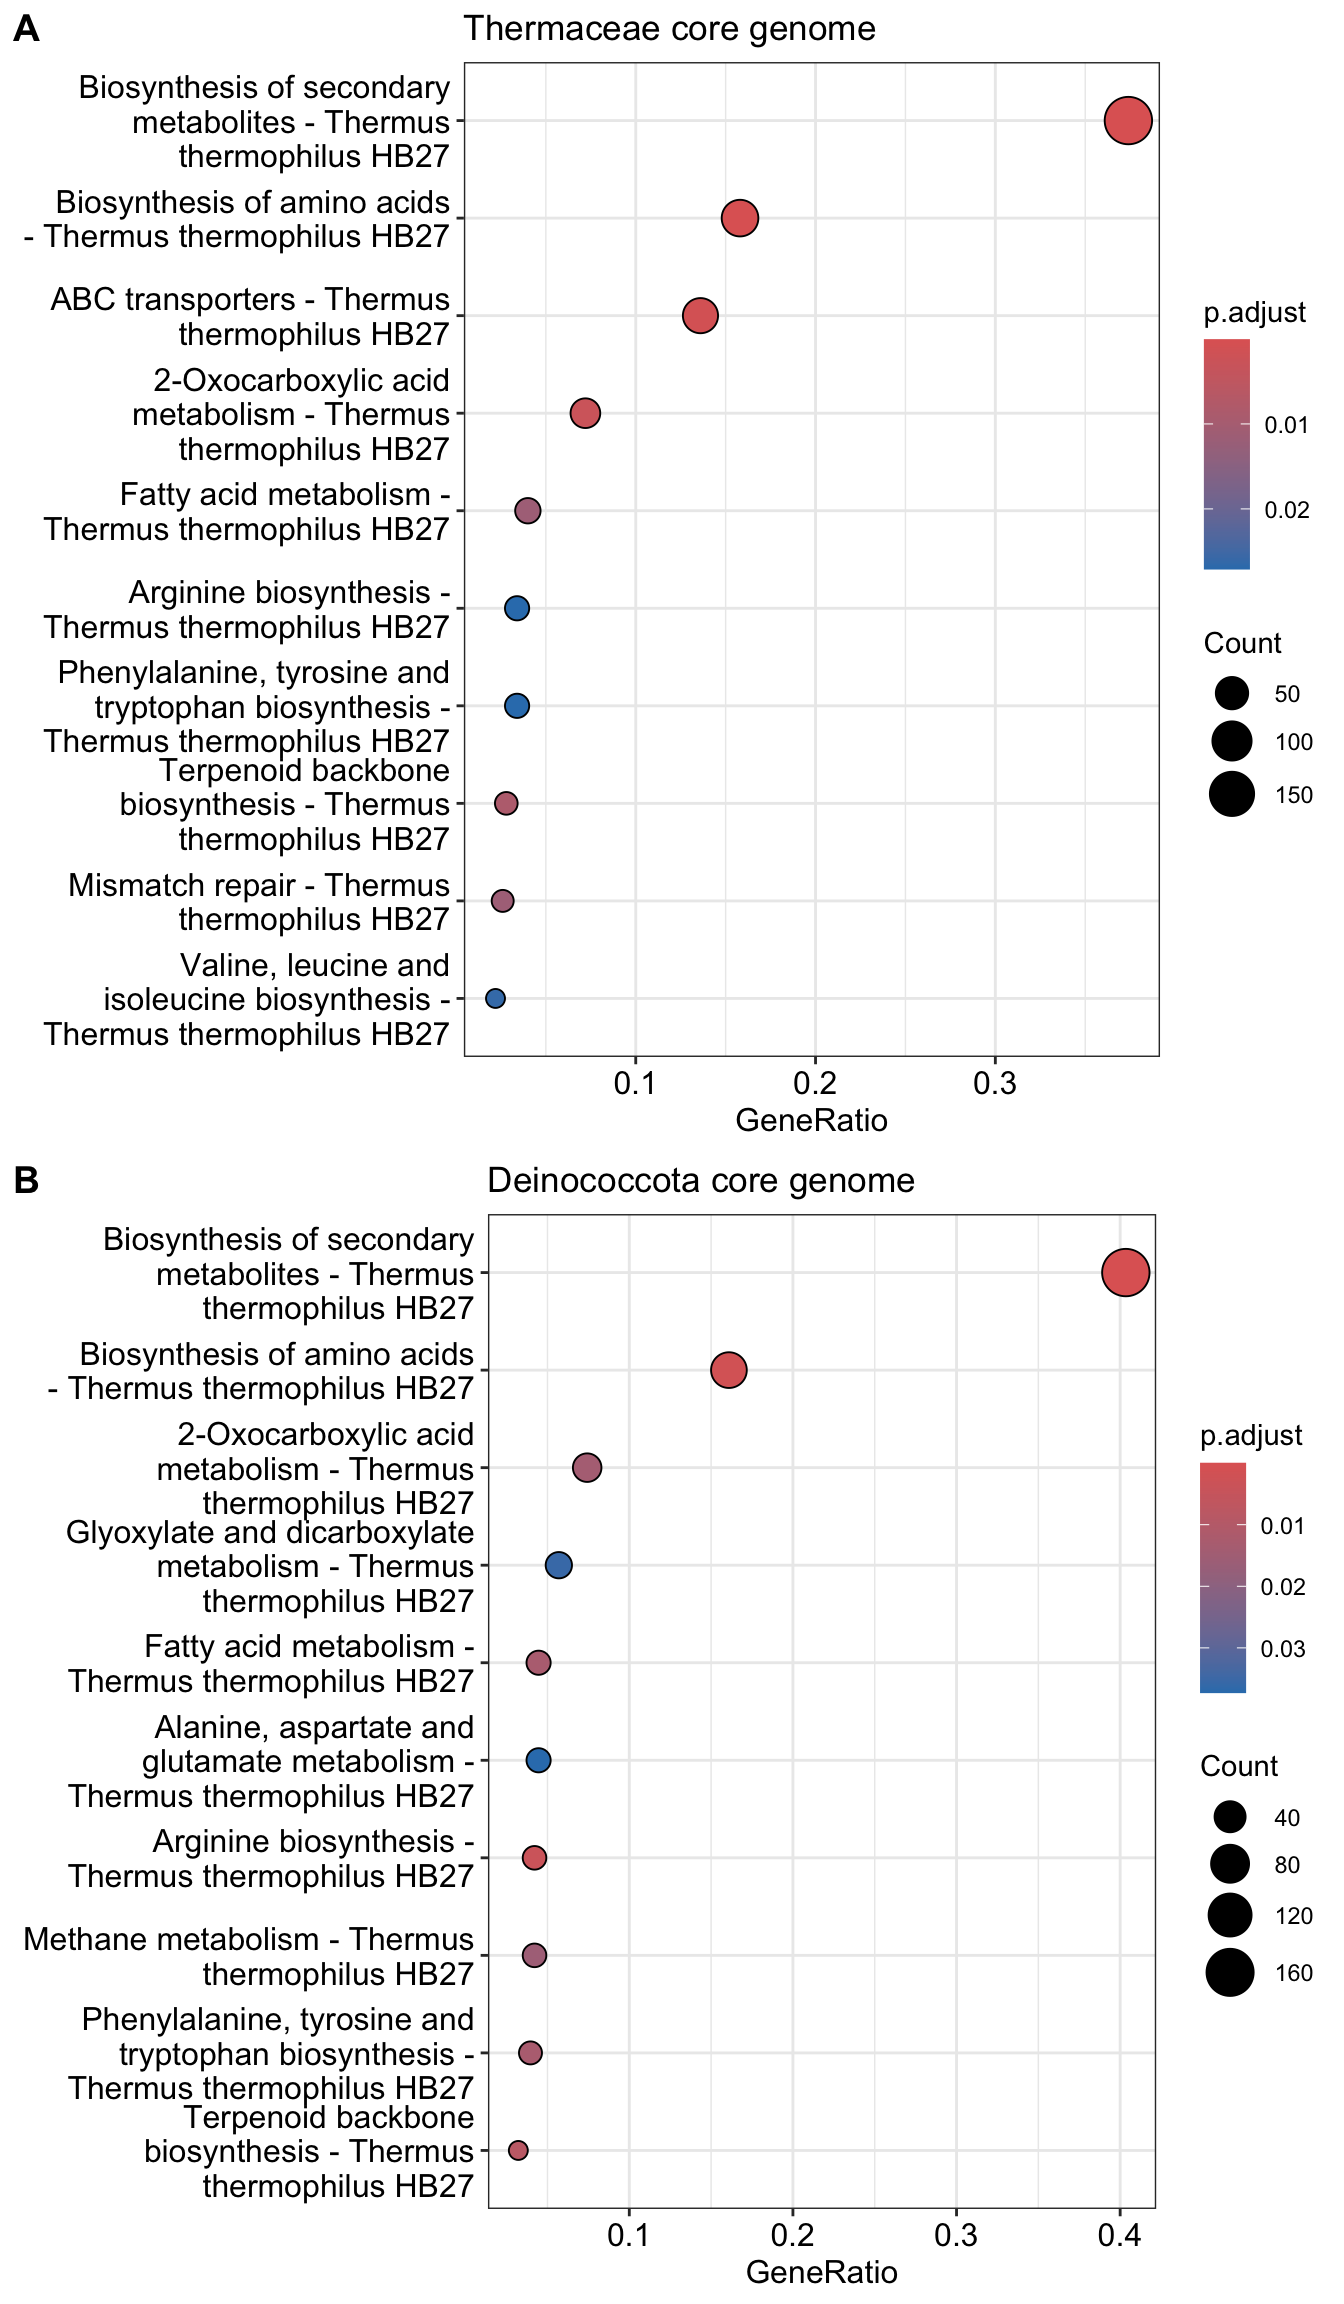 A
Thermaceae core genome
Biosynthesis of secondary
metabolites - Thermus
thermophilus HB27
Biosynthesis of amino acids
- Thermus thermophilus HB27
ABC transporters - Thermus
thermophilus HB27
2-Oxocarboxylic acid
metabolism - Thermus
thermophilus HB27
Fatty acid metabolism -
Thermus thermophilus HB27
Arginine biosynthesis -
Thermus thermophilus HB27
Phenylalanine, tyrosine and
tryptophan biosynthesis -
Thermus thermophilus HB27
Terpenoid backbone
biosynthesis - Thermus
thermophilus HB27
Mismatch repair - Thermus
thermophilus HB27
Valine, leucine and
isoleucine biosynthesis -
Thermus thermophilus HB27
0.1
0.2
0.3
GeneRatio
p.adjust
0.01
0.02
Count
50
100
150
B
Deinococcota core genome
Biosynthesis of secondary
metabolites - Thermus
thermophilus HB27
Biosynthesis of amino acids
- Thermus thermophilus HB27
2-Oxocarboxylic acid
metabolism - Thermus
thermophilus HB27
Glyoxylate and dicarboxylate
metabolism - Thermus
thermophilus HB27
Fatty acid metabolism -
Thermus thermophilus HB27
Alanine, aspartate and
glutamate metabolism -
Thermus thermophilus HB27
Arginine biosynthesis -
Thermus thermophilus HB27
Methane metabolism - Thermus
thermophilus HB27
Phenylalanine, tyrosine and
tryptophan biosynthesis -
Thermus thermophilus HB27
Terpenoid backbone
biosynthesis - Thermus
thermophilus HB27
0.1
0.2
0.3
0.4
GeneRatio
p.adjust
0.01
0.02
0.03
Count
40
80
120
160